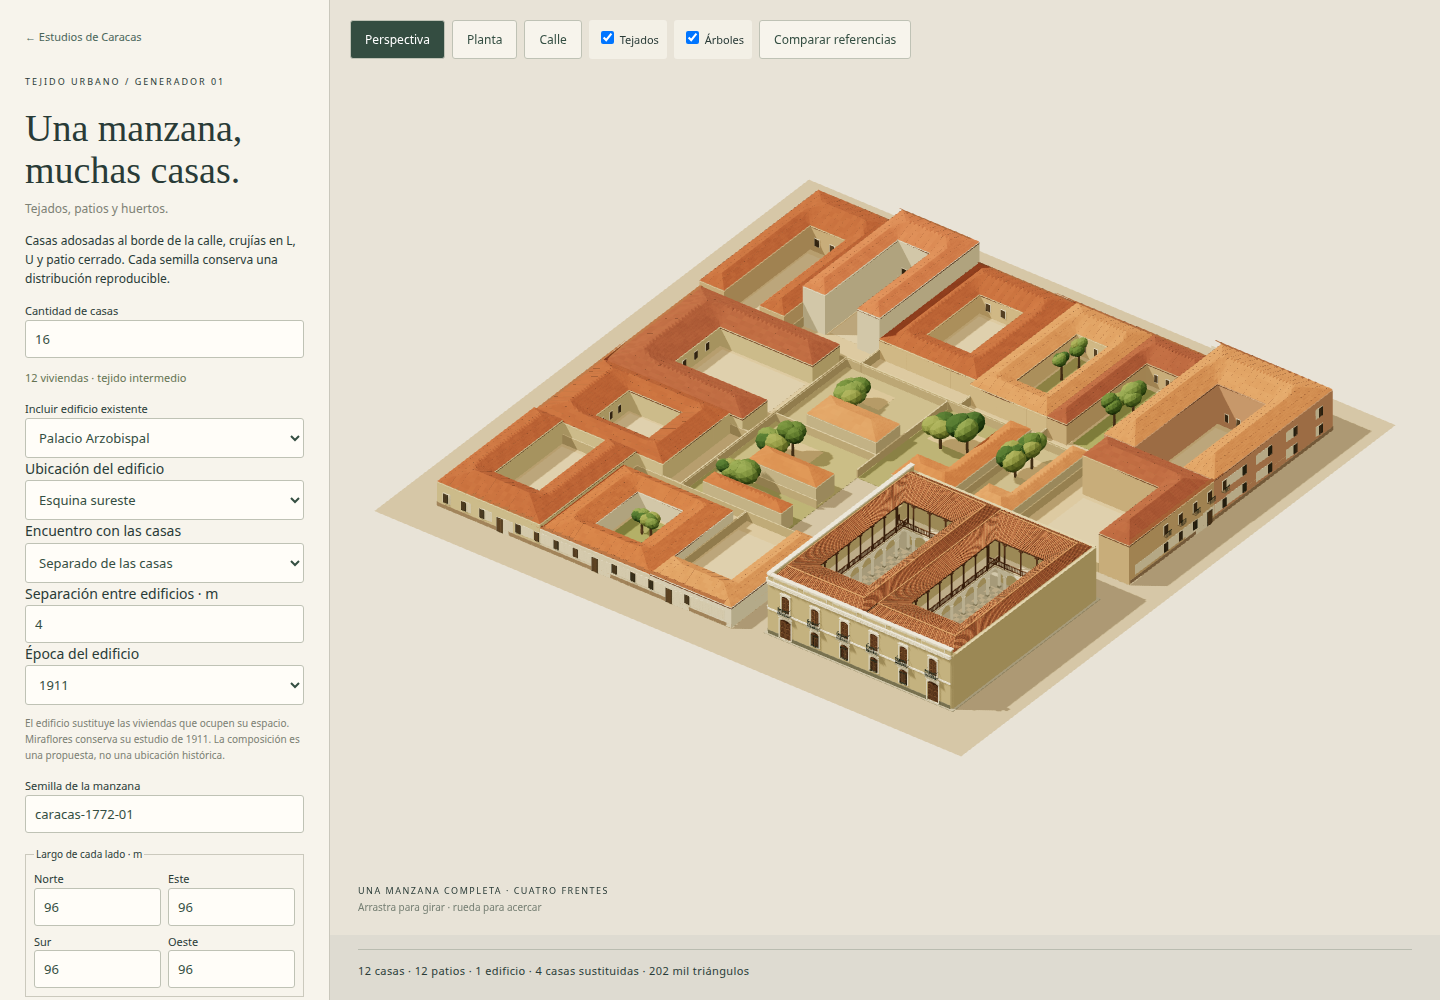 ← Estudios de Caracas
TEJIDO URBANO / GENERADOR 01
Una manzana,
muchas casas.
Tejados, patios y huertos.
Casas adosadas al borde de la calle, crujías en L,
U y patio cerrado. Cada semilla conserva una
distribución reproducible.
Cantidad de casas
16
12 viviendas · tejido intermedio
Incluir edificio existente
Palacio Arzobispal
Ubicación del edificio
Esquina sureste
Encuentro con las casas
Separado de las casas
Separación entre edificios · m
4
Época del edificio
1911
El edificio sustituye las viviendas que ocupen su espacio.
Miraflores conserva su estudio de 1911. La composición es
una propuesta, no una ubicación histórica.
Semilla de la manzana
caracas-1772-01
Largo de cada lado · m
Norte Este
96 96
Sur Oeste
96 96
Perspectiva Planta Calle Tejados Árboles Comparar referencias
UNA MANZANA COMPLETA · CUATRO FRENTES
Arrastra para girar · rueda para acercar
12 casas · 12 patios · 1 edificio · 4 casas sustituidas · 202 mil triángulos